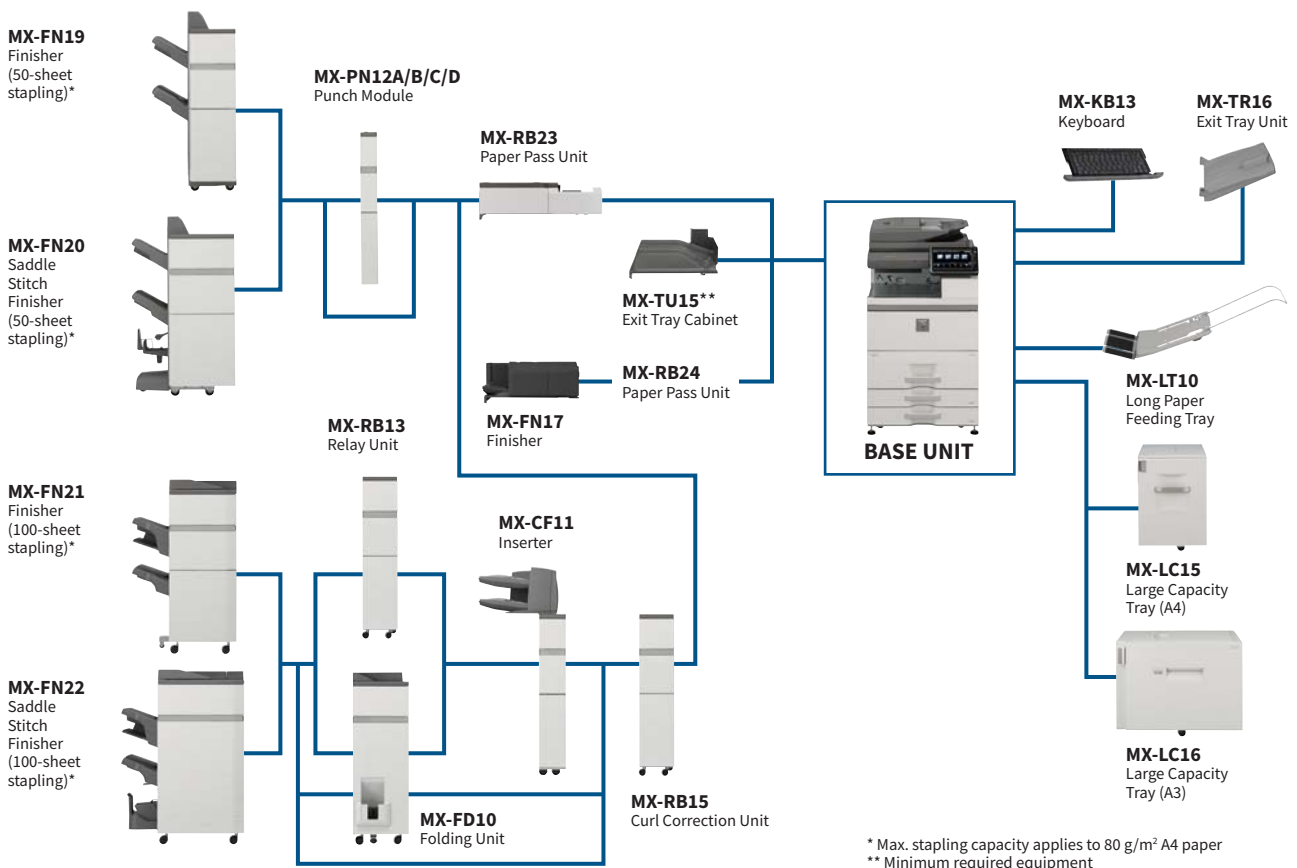 MX-FN19
Finisher
(50-sheet
stapling)*
MX-PN12A/B/C/D
Punch Module
MX-RB23
Paper Pass Unit
MX-KB13
Keyboard
MX-TR16
Exit Tray Unit
MX-FN20
Saddle
Stitch
Finisher
(50-sheet
stapling)*
MX-TU15**
Exit Tray Cabinet
MX-RB24
Paper Pass Unit
MX-FN17
Finisher
BASE UNIT
MX-LT10
Long Paper
Feeding Tray
MX-RB13
Relay Unit
MX-FN21
Finisher
(100-sheet
stapling)*
MX-CF11
Inserter
MX-LC15
Large Capacity
Tray (A4)
MX-FN22
Saddle
Stitch
Finisher
(100-sheet
stapling)*
MX-FD10
Folding Unit
MX-RB15
Curl Correction Unit
MX-LC16
Large Capacity
Tray (A3)
* Max. stapling capacity applies to 80 g/m² A4 paper
** Minimum required equipment